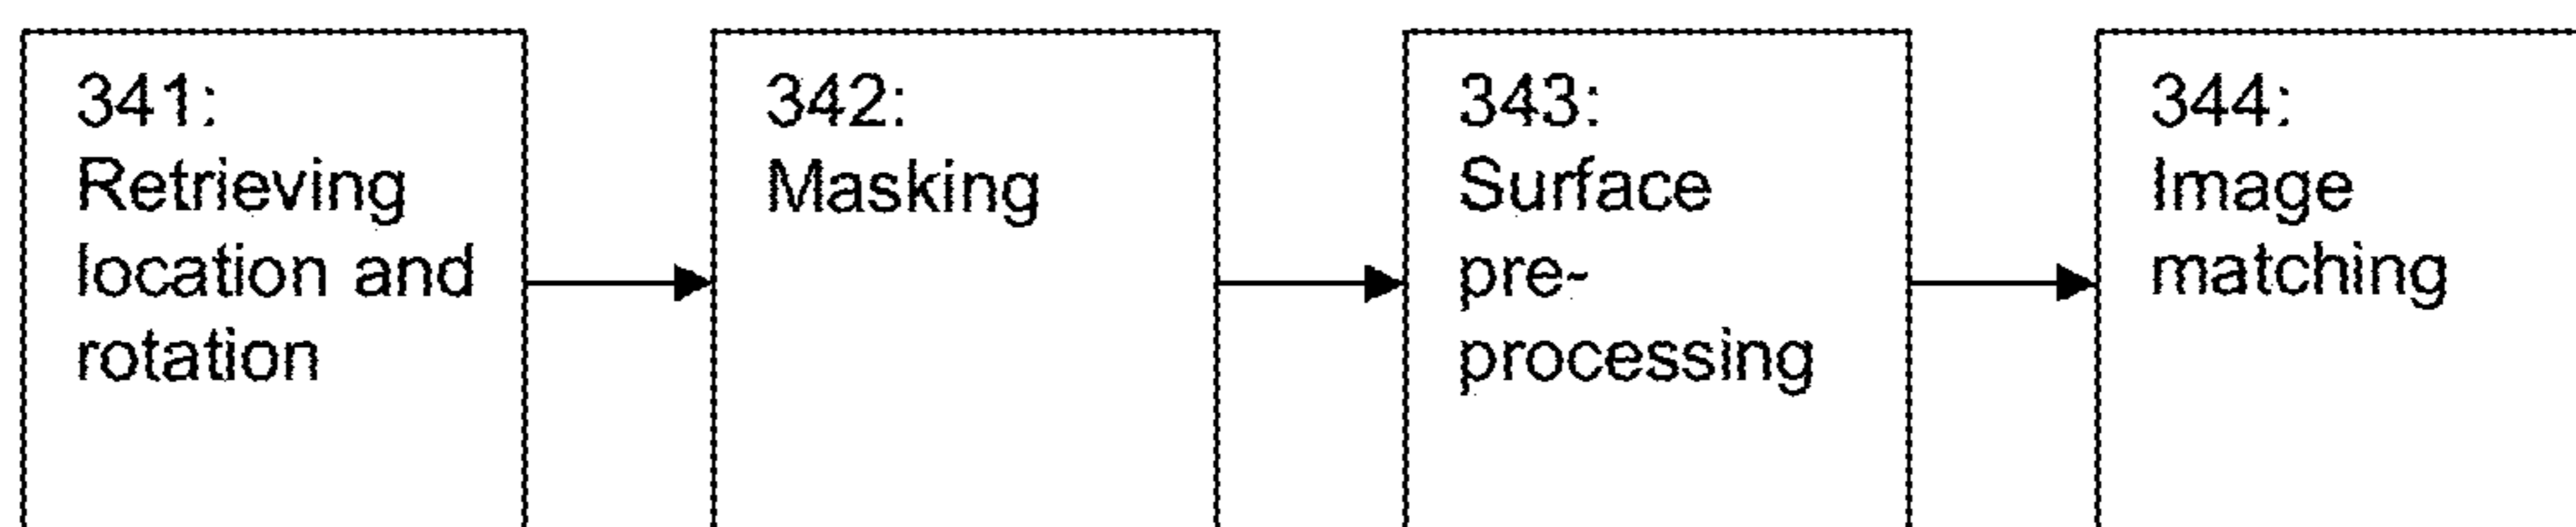 341:
Retrieving
location and
rotation
342:
Masking
343:
Surface
pre-
processing
344:
Image
matching